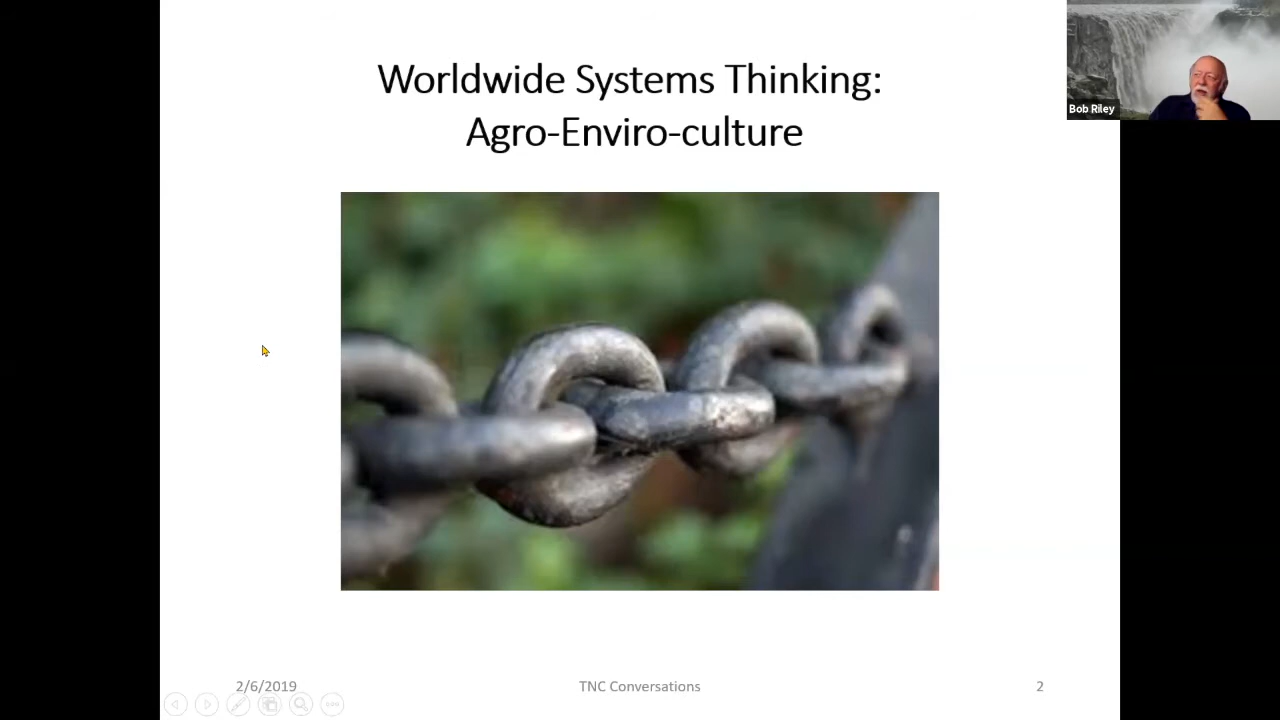 Worldwide Systems Thinking:
Agro-Enviro-culture
Bob Riley
2/6/2019
TNC Conversations
2